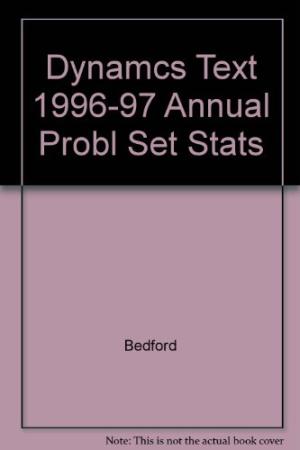 Dynamcs Text
1996-97 Annual
Probl Set Stats
Bedford
Note: This is not the actual book cover